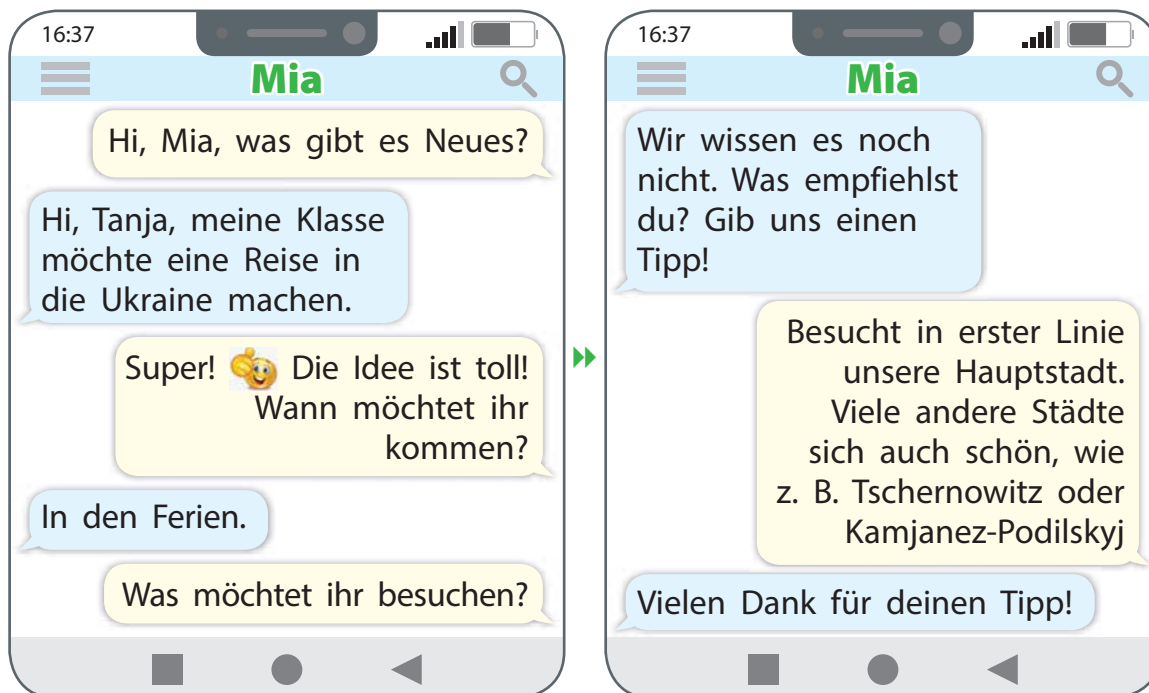 16:37
Mia
Hi, Mia, was gibt es Neues?
Hi, Tanja, meine Klasse
möchte eine Reise in
die Ukraine machen.
Super! Die Idee ist toll!
Wann möchtet ihr
kommen?
In den Ferien.
Was möchtet ihr besuchen?
16:37
Mia
Wir wissen es noch
nicht. Was empfiehlst
du? Gib uns einen
Tipp!
Besucht in erster Linie
unsere Hauptstadt.
Viele andere Städte
sich auch schön, wie
z. B. Tschernowitz oder
Kamjanez-Podilskyj
Vielen Dank für deinen Tipp!